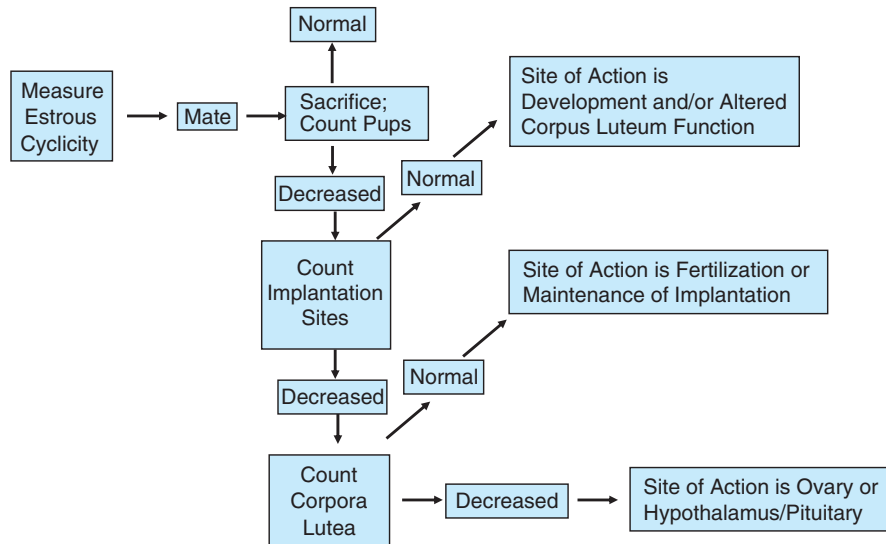 Normal
Measure
Estrous
Cyclicity
Mate
Sacrifice;
Count Pups
Site of Action is
Development and/or Altered
Corpus Luteum Function
Decreased
Normal
Count
Implantation
Sites
Site of Action is Fertilization or
Maintenance of Implantation
Decreased
Normal
Count
Corpora
Lutea
Decreased
Site of Action is Ovary or
Hypothalamus/Pituitary